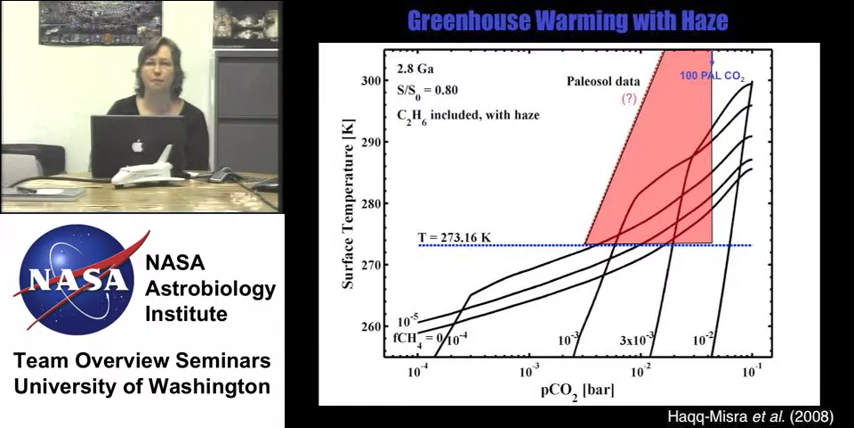 Greenhouse Warming with Haze
2.8 Ga
S/S0 = 0.80
C2H6 included, with haze
Paleosol data
(?)
100 PAL CO2
T = 273.16 K
10-5
fCH4 = 0
10-4
10-3
3x10-3
10-2
Surface Temperature [K]
300
290
280
270
260
10-4
10-3
10-2
10-1
pCO2 [bar]
Haqq-Misra et al. (2008)
NASA
NASA
Astrobiology
Institute
Team Overview Seminars
University of Washington